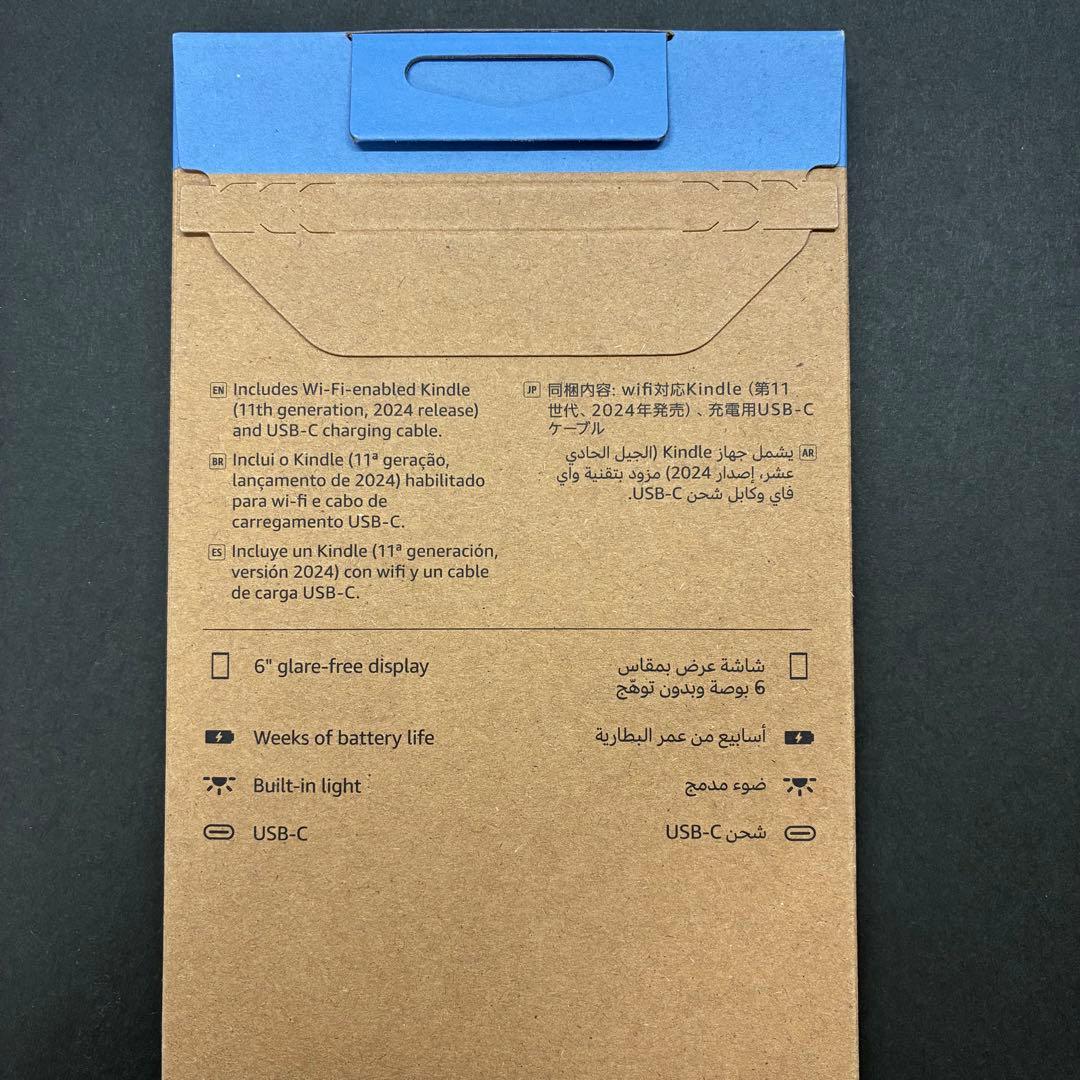 EN Includes Wi-Fi-enabled Kindle
(11th generation, 2024 release)
and USB-C charging cable.
BR Inclui o Kindle (11ª geração,
lançamento de 2024) habilitado
para wi-fi e cabo de
carregamento USB-C.
ES Incluye un Kindle (11ª generación,
versión 2024) con wifi y un cable
de carga USB-C.
JP 同梱内容: wifi対応Kindle（第11
世代、2024年発売）、充電用USB-C
ケーブル
AR يشمل جهاز Kindle (الجيل الحادي
عشر، إصدار 2024) مزود بتقنية واي
فاي وكابل شحن USB-C.
6" glare-free display
Weeks of battery life
Built-in light
USB-C
شاشة عرض بمقاس
6 بوصة وبدون توهّج
أسابيع من عمر البطارية
ضوء مدمج
شحن USB-C